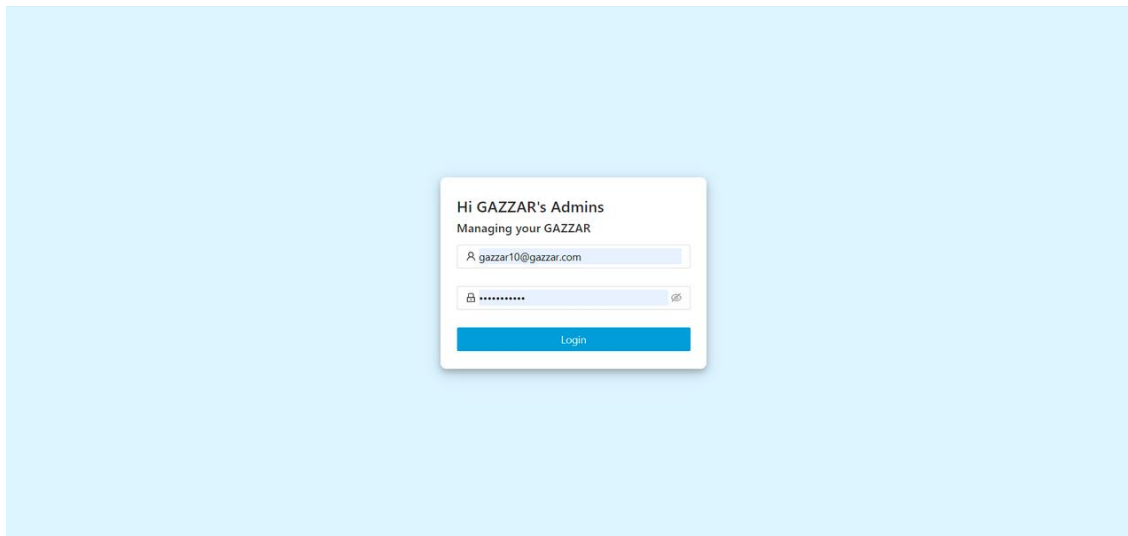 Hi GAZZAR's Admins
Managing your GAZZAR
gazzar10@gazzar.com
•••••••••••
Login